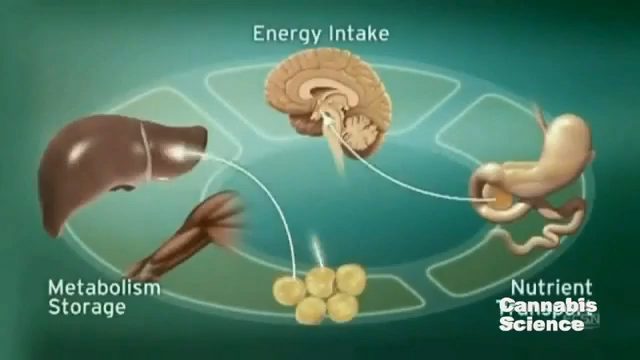 Energy Intake
Metabolism
Storage
Nutrient
Cannabis
Science